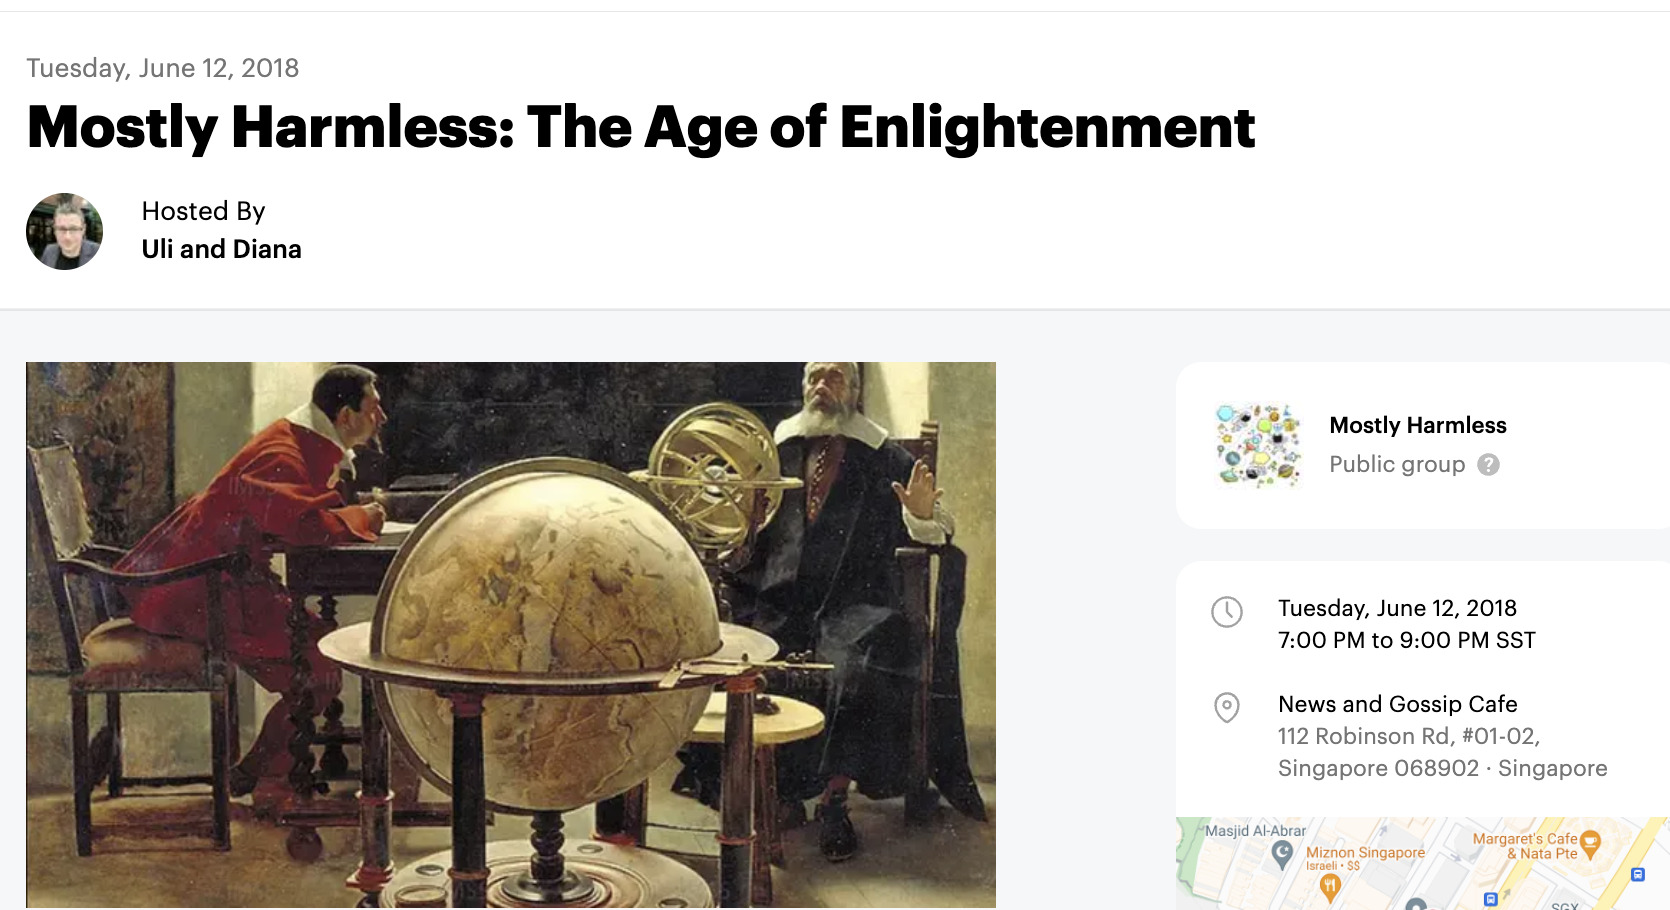 Tuesday, June 12, 2018
Mostly Harmless: The Age of Enlightenment
Hosted By
Uli and Diana
Mostly Harmless
Public group ?
Tuesday, June 12, 2018
7:00 PM to 9:00 PM SST
News and Gossip Cafe
112 Robinson Rd, #01-02,
Singapore 068902 · Singapore
Masjid Al-Abrar
Margaret's Cafe
& Nata Pte
Miznon Singapore
Israeli • $$
SGX